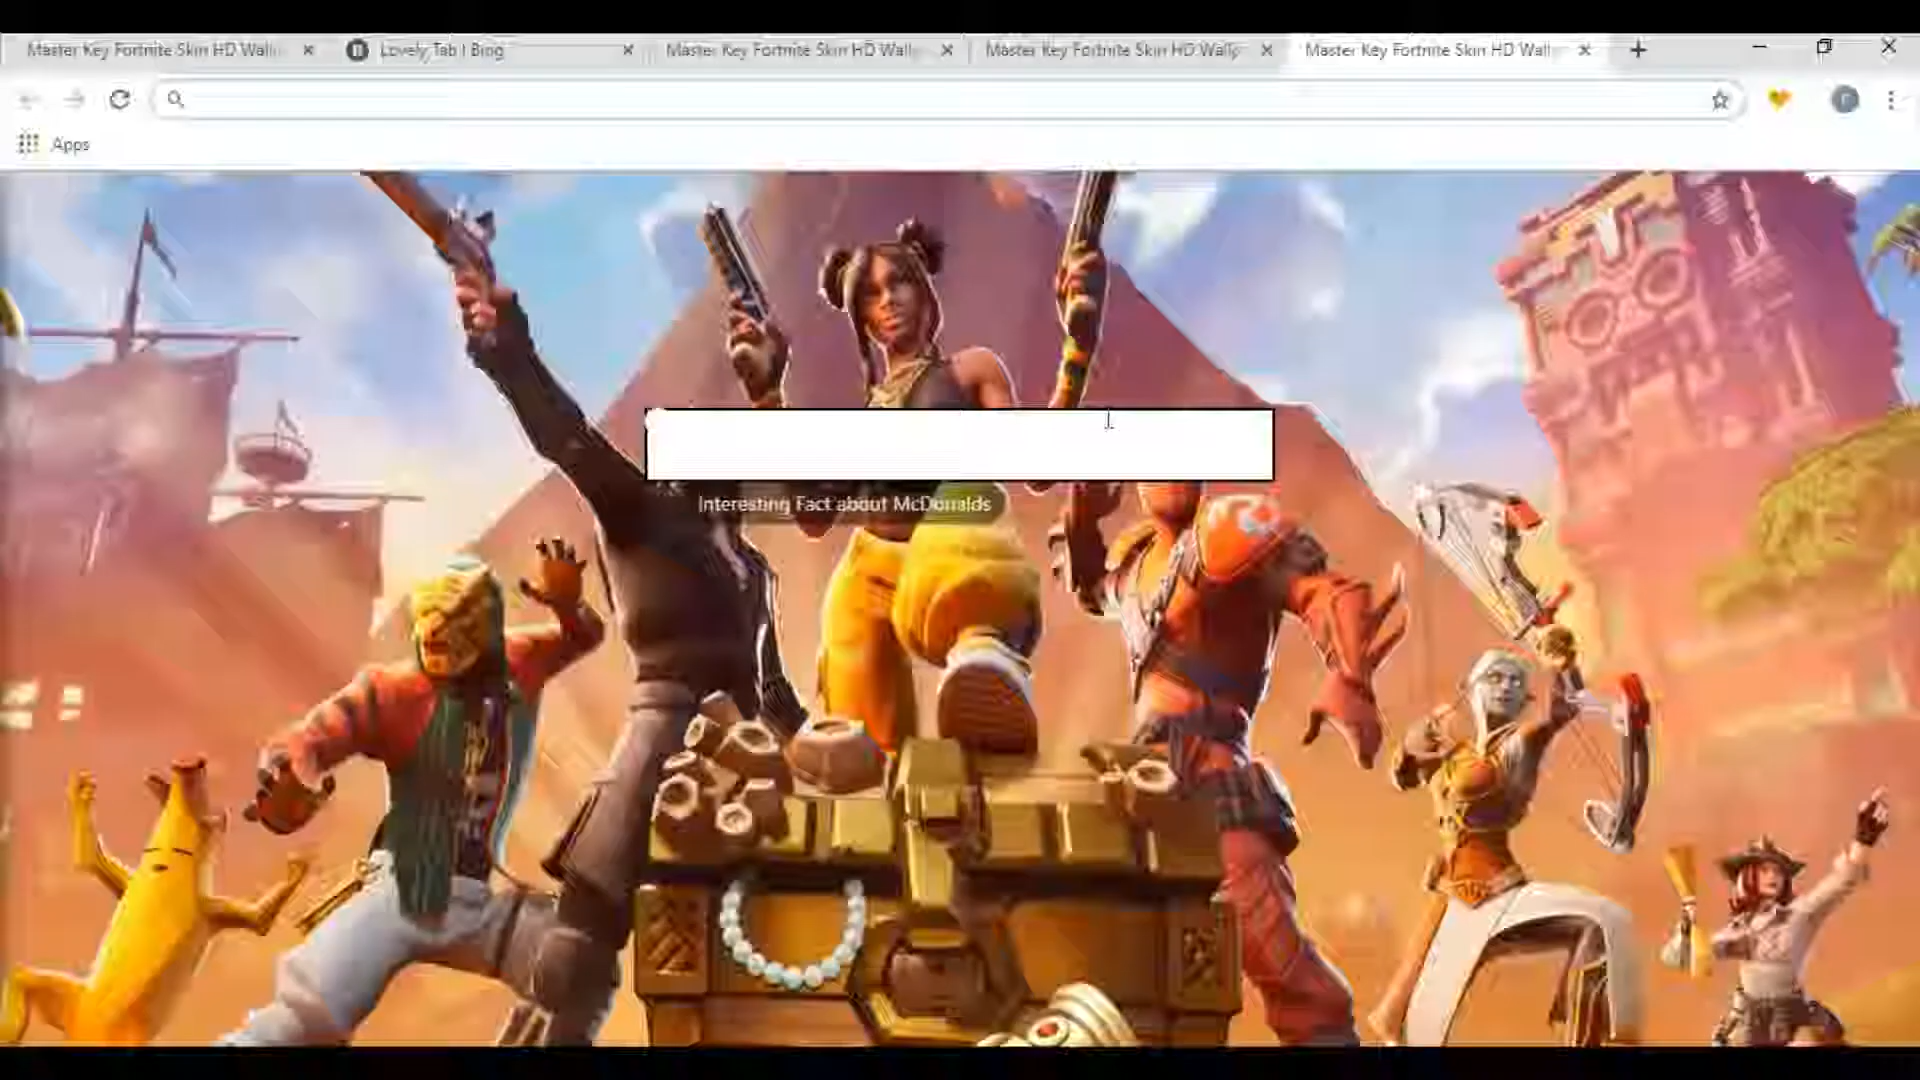 Master Key Fortnite Skin HD Wall
Lovely Tab | Blog
Master Key Fortnite Skin HD Wall
Master Key Fortnite Skin HD Wallp
Master Key Fortnite Skin HD Wall
Apps
Interesting Fact about McDonalds